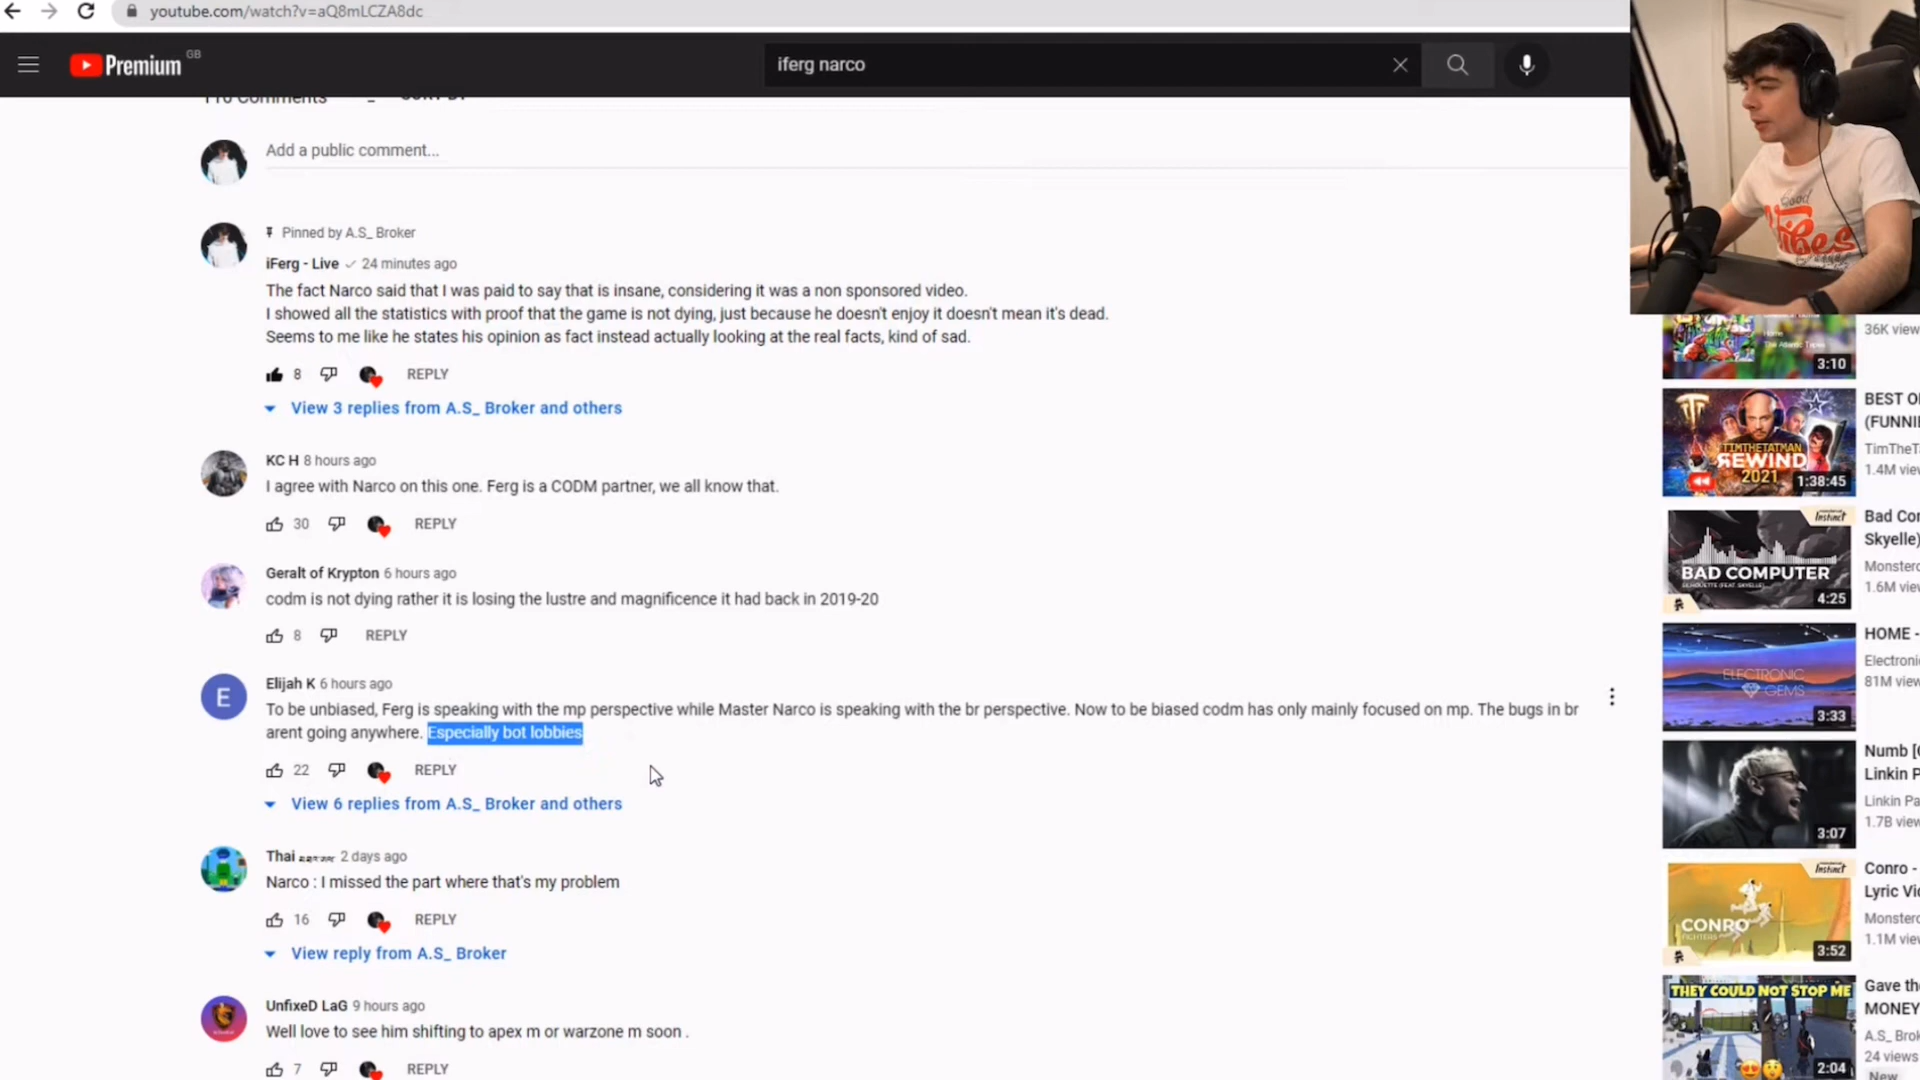 youtube.com/watch?v=aQ8mLCZA8dc
Premium GB
iferg narco
Add a public comment...
Pinned by A.S_ Broker
iFerg - Live 24 minutes ago
The fact Narco said that I was paid to say that is insane, considering it was a non sponsored video.
I showed all the statistics with proof that the game is not dying, just because he doesn't enjoy it doesn't mean it's dead.
Seems to me like he states his opinion as fact instead actually looking at the real facts, kind of sad.
8 REPLY
View 3 replies from A.S_ Broker and others
KC H 8 hours ago
I agree with Narco on this one. Ferg is a CODM partner, we all know that.
30 REPLY
Geralt of Krypton 6 hours ago
codm is not dying rather it is losing the lustre and magnificence it had back in 2019-20
8 REPLY
Elijah K 6 hours ago
To be unbiased, Ferg is speaking with the mp perspective while Master Narco is speaking with the br perspective. Now to be biased codm has only mainly focused on mp. The bugs in br
arent going anywhere. Especially bot lobbies
22 REPLY
View 6 replies from A.S_ Broker and others
Thai 2 days ago
Narco : I missed the part where that's my problem
16 REPLY
View reply from A.S_ Broker
UnfixeD LaG 9 hours ago
Well love to see him shifting to apex m or warzone m soon .
7 REPLY
Good
Vibes
36K view
3:10
BEST O
(FUNNI
TimTheT
1.4M view
TIMTHETATMAN
REWIND
2021
1:38:45
Bad Cor
Skyelle)
Monsterc
1.6M view
Instinct
BAD COMPUTER
4:25
HOME -
Electroni
81M view
ELECTRONIC
GEMS
3:33
Numb [
Linkin P
Linkin Pa
1.7B view
3:07
Conro -
Lyric Vi
Monsterc
1.1M view
Instinct
CONRO
FIGHTERS
3:52
Gave th
MONEY
A.S_ Brok
24 views
New
THEY COULD NOT STOP ME
2:04